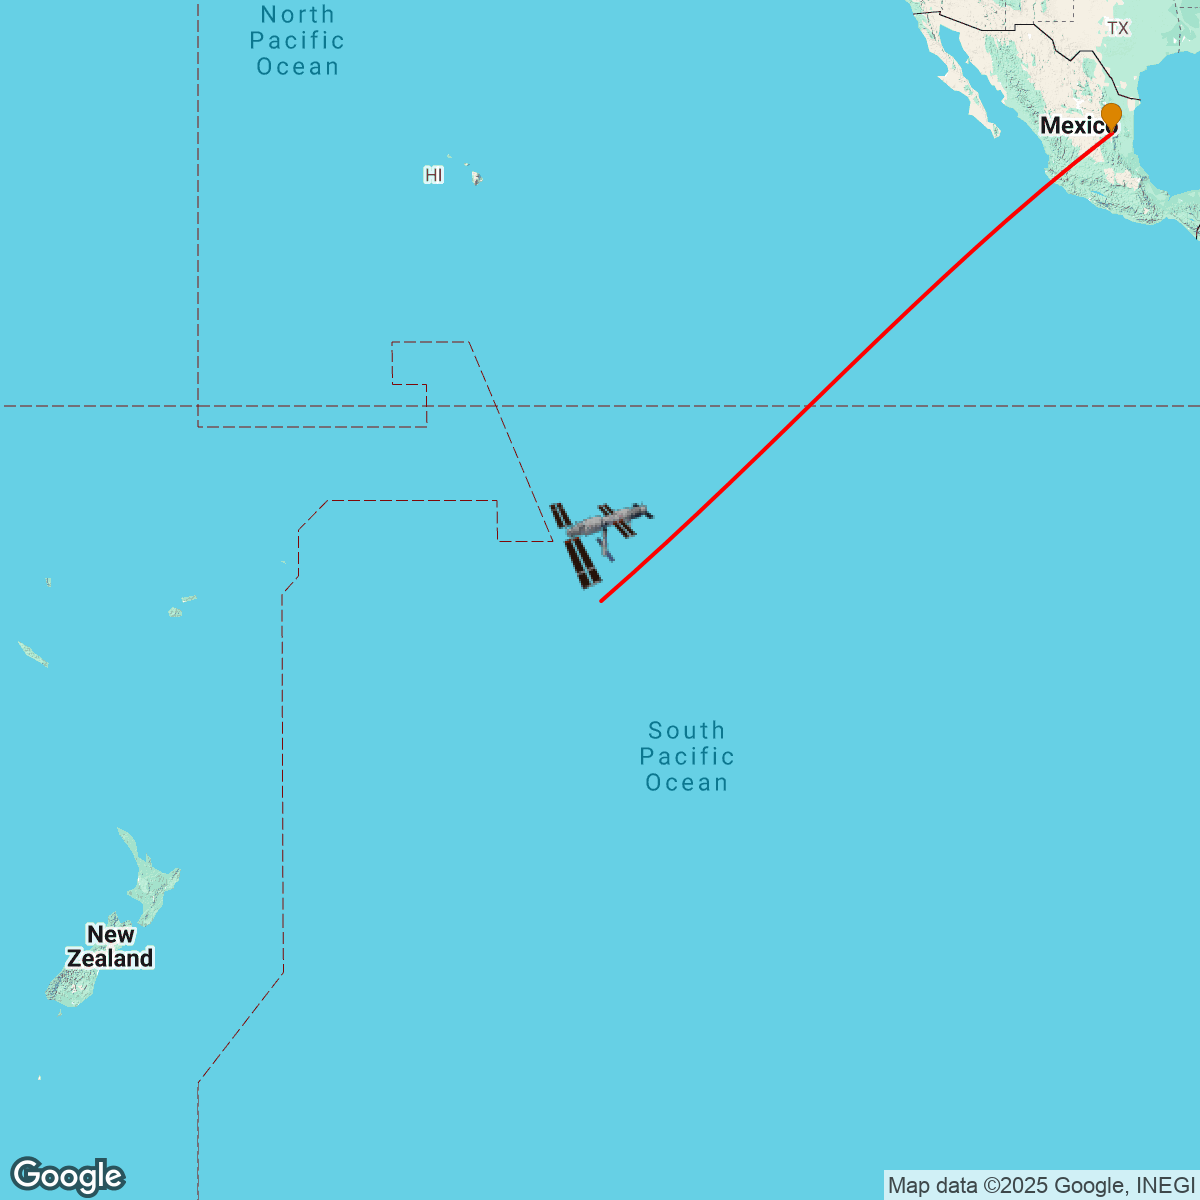 North
Pacific
Ocean
TX
Mexico
HI
South
Pacific
Ocean
New
Zealand
Google
Map data ©2025 Google, INEGI